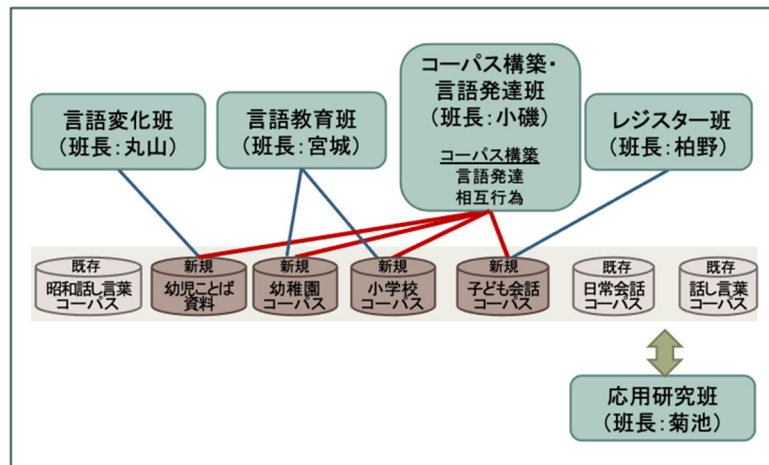 コーパス構築・
言語発達班
(班長:小磯)
コーパス構築
言語発達
相互行為
言語変化班
(班長:丸山)
言語教育班
(班長:宮城)
レジスター班
(班長:柏野)
既存
昭和話し言葉
コーパス
新規
幼児ことば
資料
新規
幼稚園
コーパス
新規
小学校
コーパス
新規
子ども会話
コーパス
既存
日常会話
コーパス
既存
話し言葉
コーパス
応用研究班
(班長:菊池)